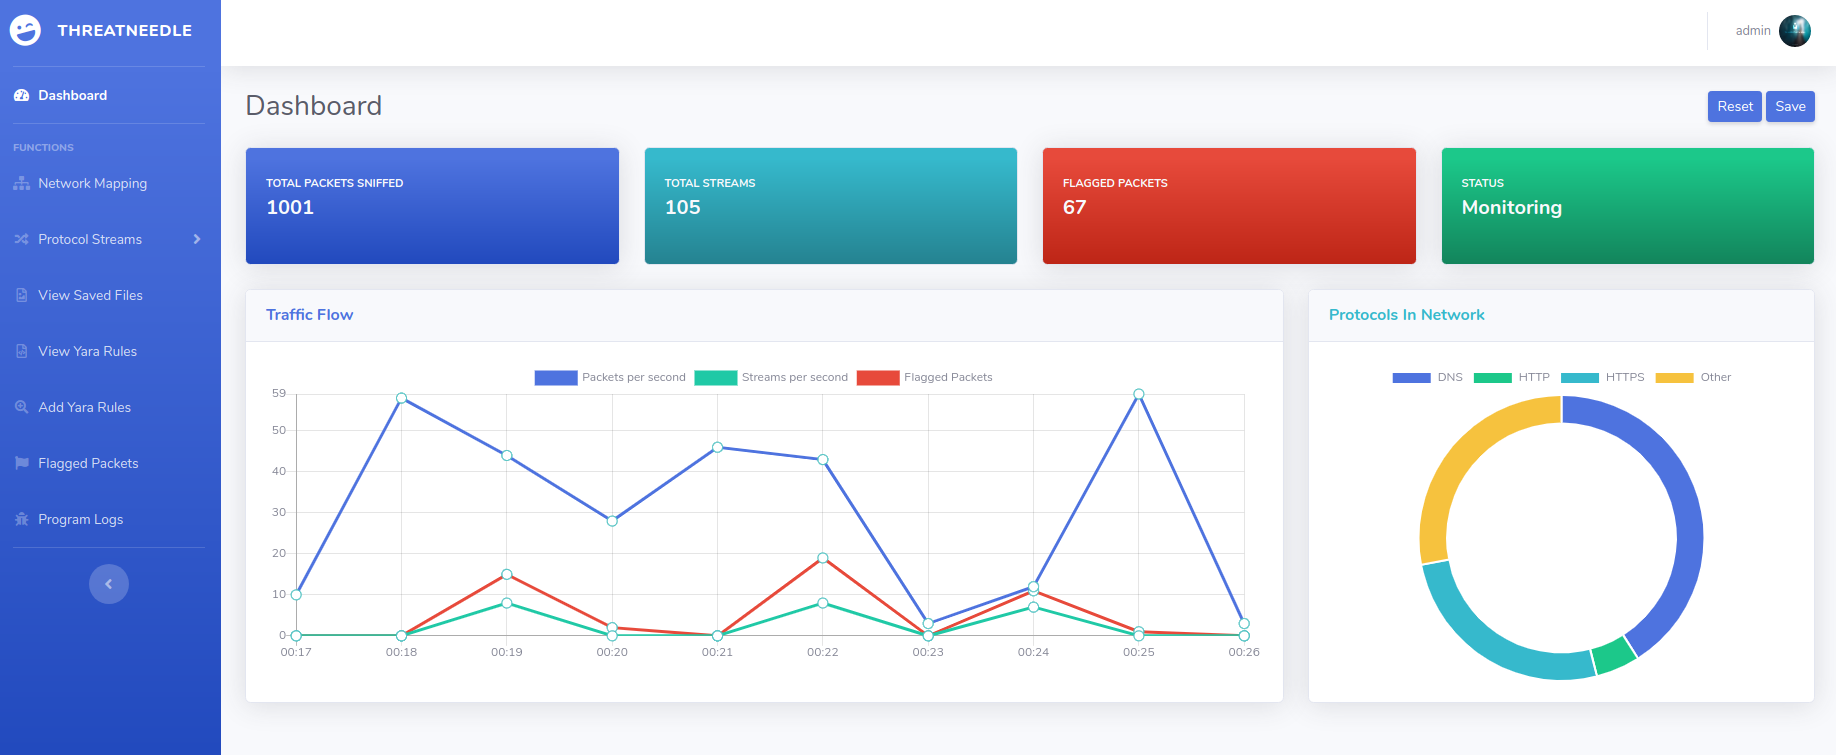 THREATNEEDLE
admin
Dashboard
FUNCTIONS
Network Mapping
Protocol Streams
View Saved Files
View Yara Rules
Add Yara Rules
Flagged Packets
Program Logs
Dashboard
Reset Save
TOTAL PACKETS SNIFFED
1001
TOTAL STREAMS
105
FLAGGED PACKETS
67
STATUS
Monitoring
Traffic Flow
Packets per second Streams per second Flagged Packets
59
50
40
30
20
10
0
00:17 00:18 00:19 00:20 00:21 00:22 00:23 00:24 00:25 00:26
Protocols In Network
DNS HTTP HTTPS Other